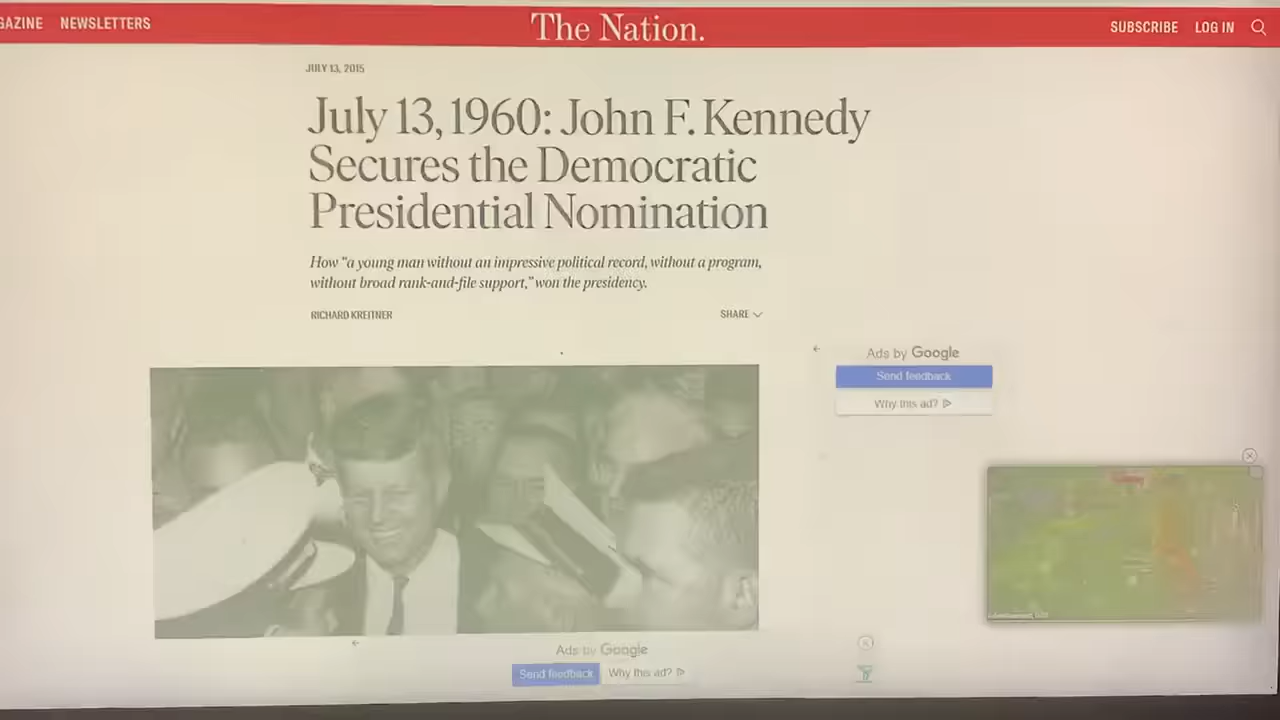 GAZINE NEWSLETTERS The Nation. SUBSCRIBE LOG IN
JULY 13, 2015
July 13, 1960: John F. Kennedy
Secures the Democratic
Presidential Nomination
How “a young man without an impressive political record, without a program,
without broad rank-and-file support,” won the presidency.
RICHARD KREITNER SHARE
Ads by Google
Send feedback
Why this ad?
Ads by Google
Send feedback Why this ad?